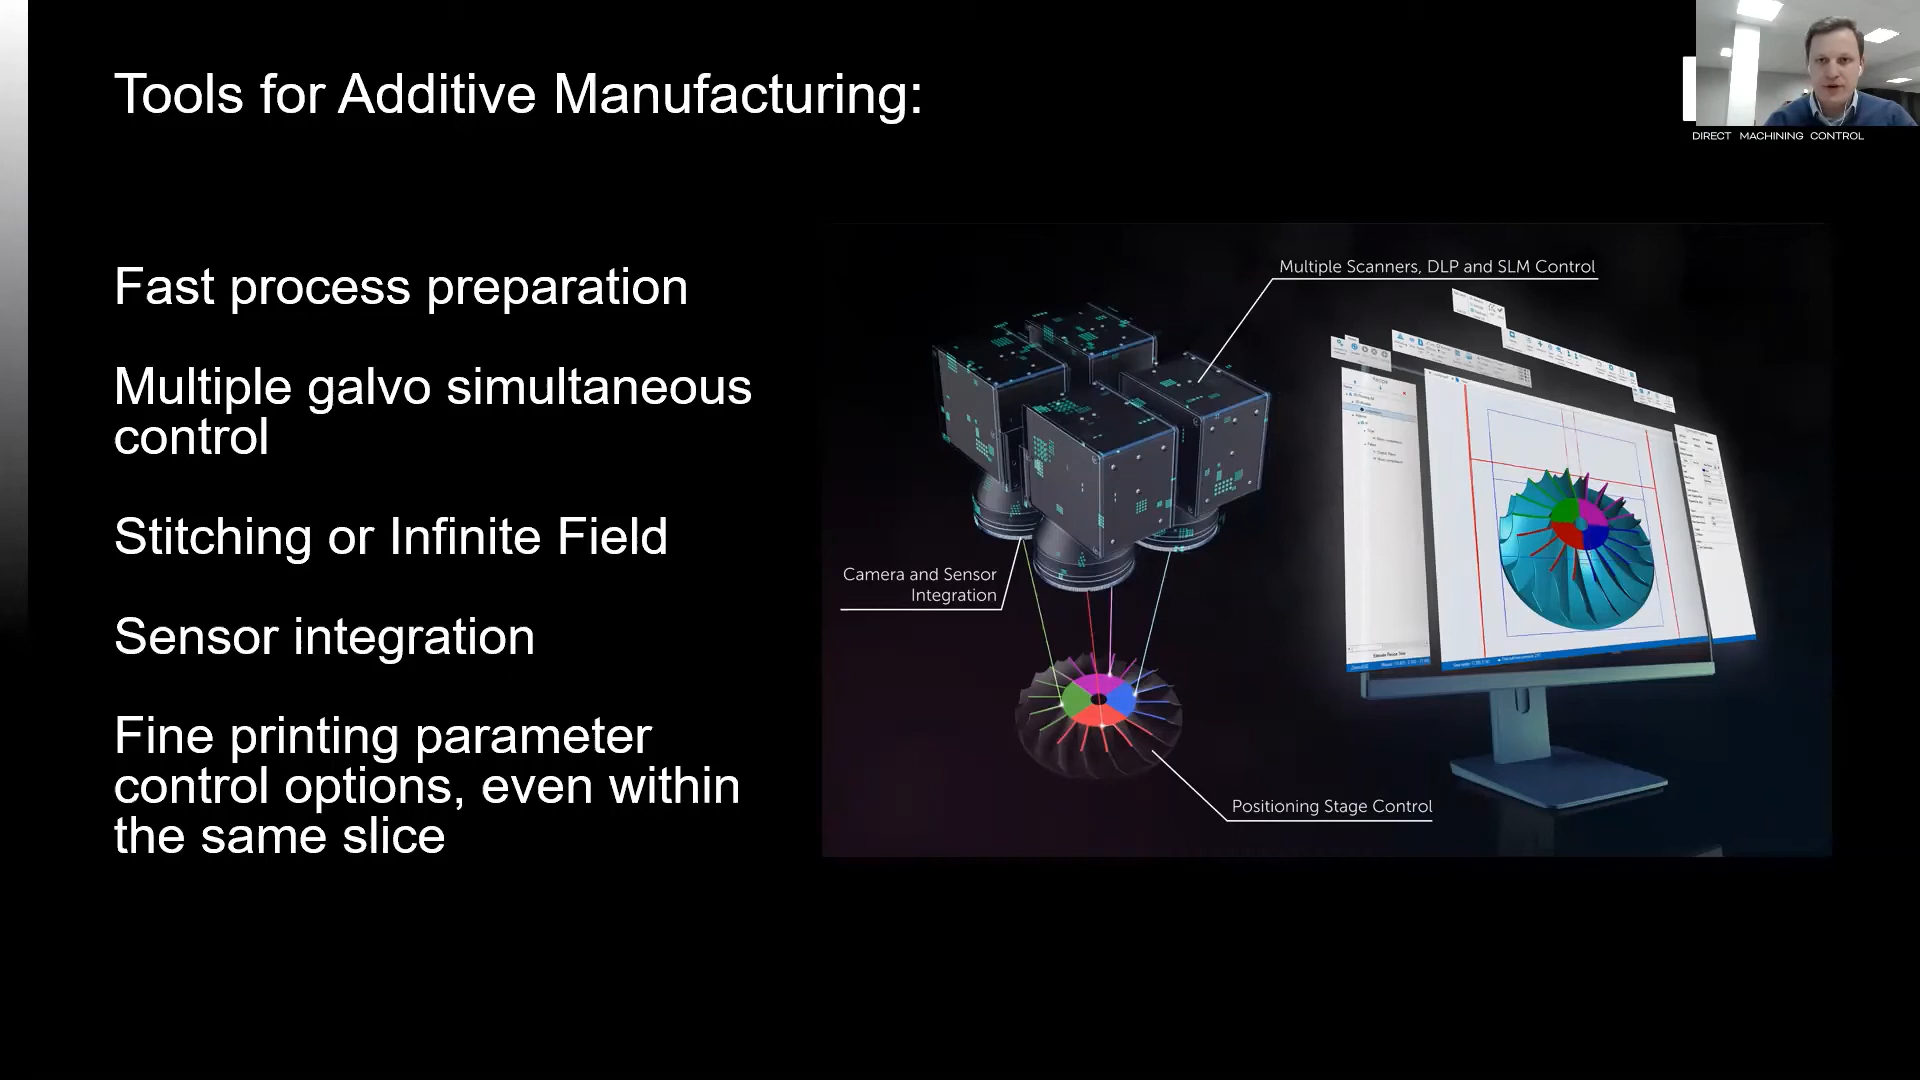 Tools for Additive Manufacturing:
DIRECT MACHINING CONTROL
Fast process preparation
Multiple galvo simultaneous
control
Stitching or Infinite Field
Sensor integration
Fine printing parameter
control options, even within
the same slice
Multiple Scanners, DLP and SLM Control
Camera and Sensor
Integration
Positioning Stage Control